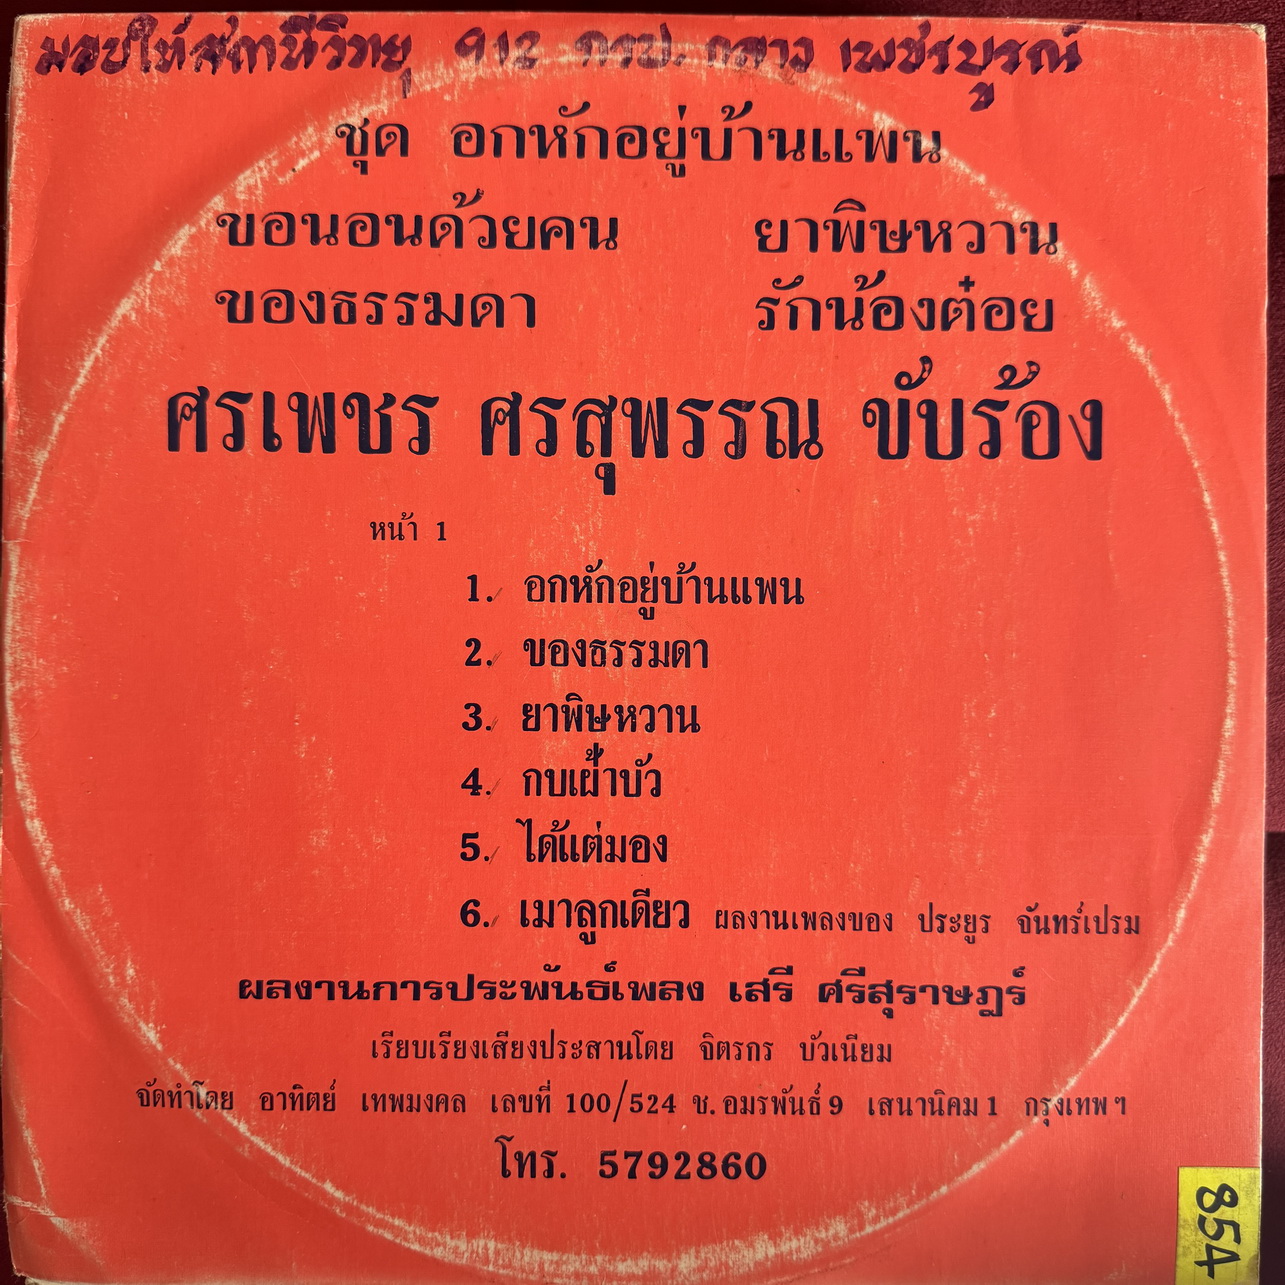 มอบให้สถานีวิทยุ 912 กรป. กลาง เพชรบูรณ์
ชุด อกหักอยู่บ้านแพน
ขอนอนด้วยคน ยาพิษหวาน
ของธรรมดา รักน้องต๋อย
ศรเพชร ศรสุพรรณ ขับร้อง
หน้า 1
1. อกหักอยู่บ้านแพน
2. ของธรรมดา
3. ยาพิษหวาน
4. กบเฝ้าบัว
5. ได้แต่มอง
6. เมาลูกเดียว ผลงานเพลงของ ประยูร จันทร์เปรม
ผลงานการประพันธ์เพลง เสรี ศรีสุราษฎร์
เรียบเรียงเสียงประสานโดย จิตรกร บัวเนียม
จัดทำโดย อาทิตย์ เทพมงคล เลขที่ 100/524 ซ. อมรพันธ์ 9 เสนานิคม 1 กรุงเทพฯ
โทร. 5792860
854